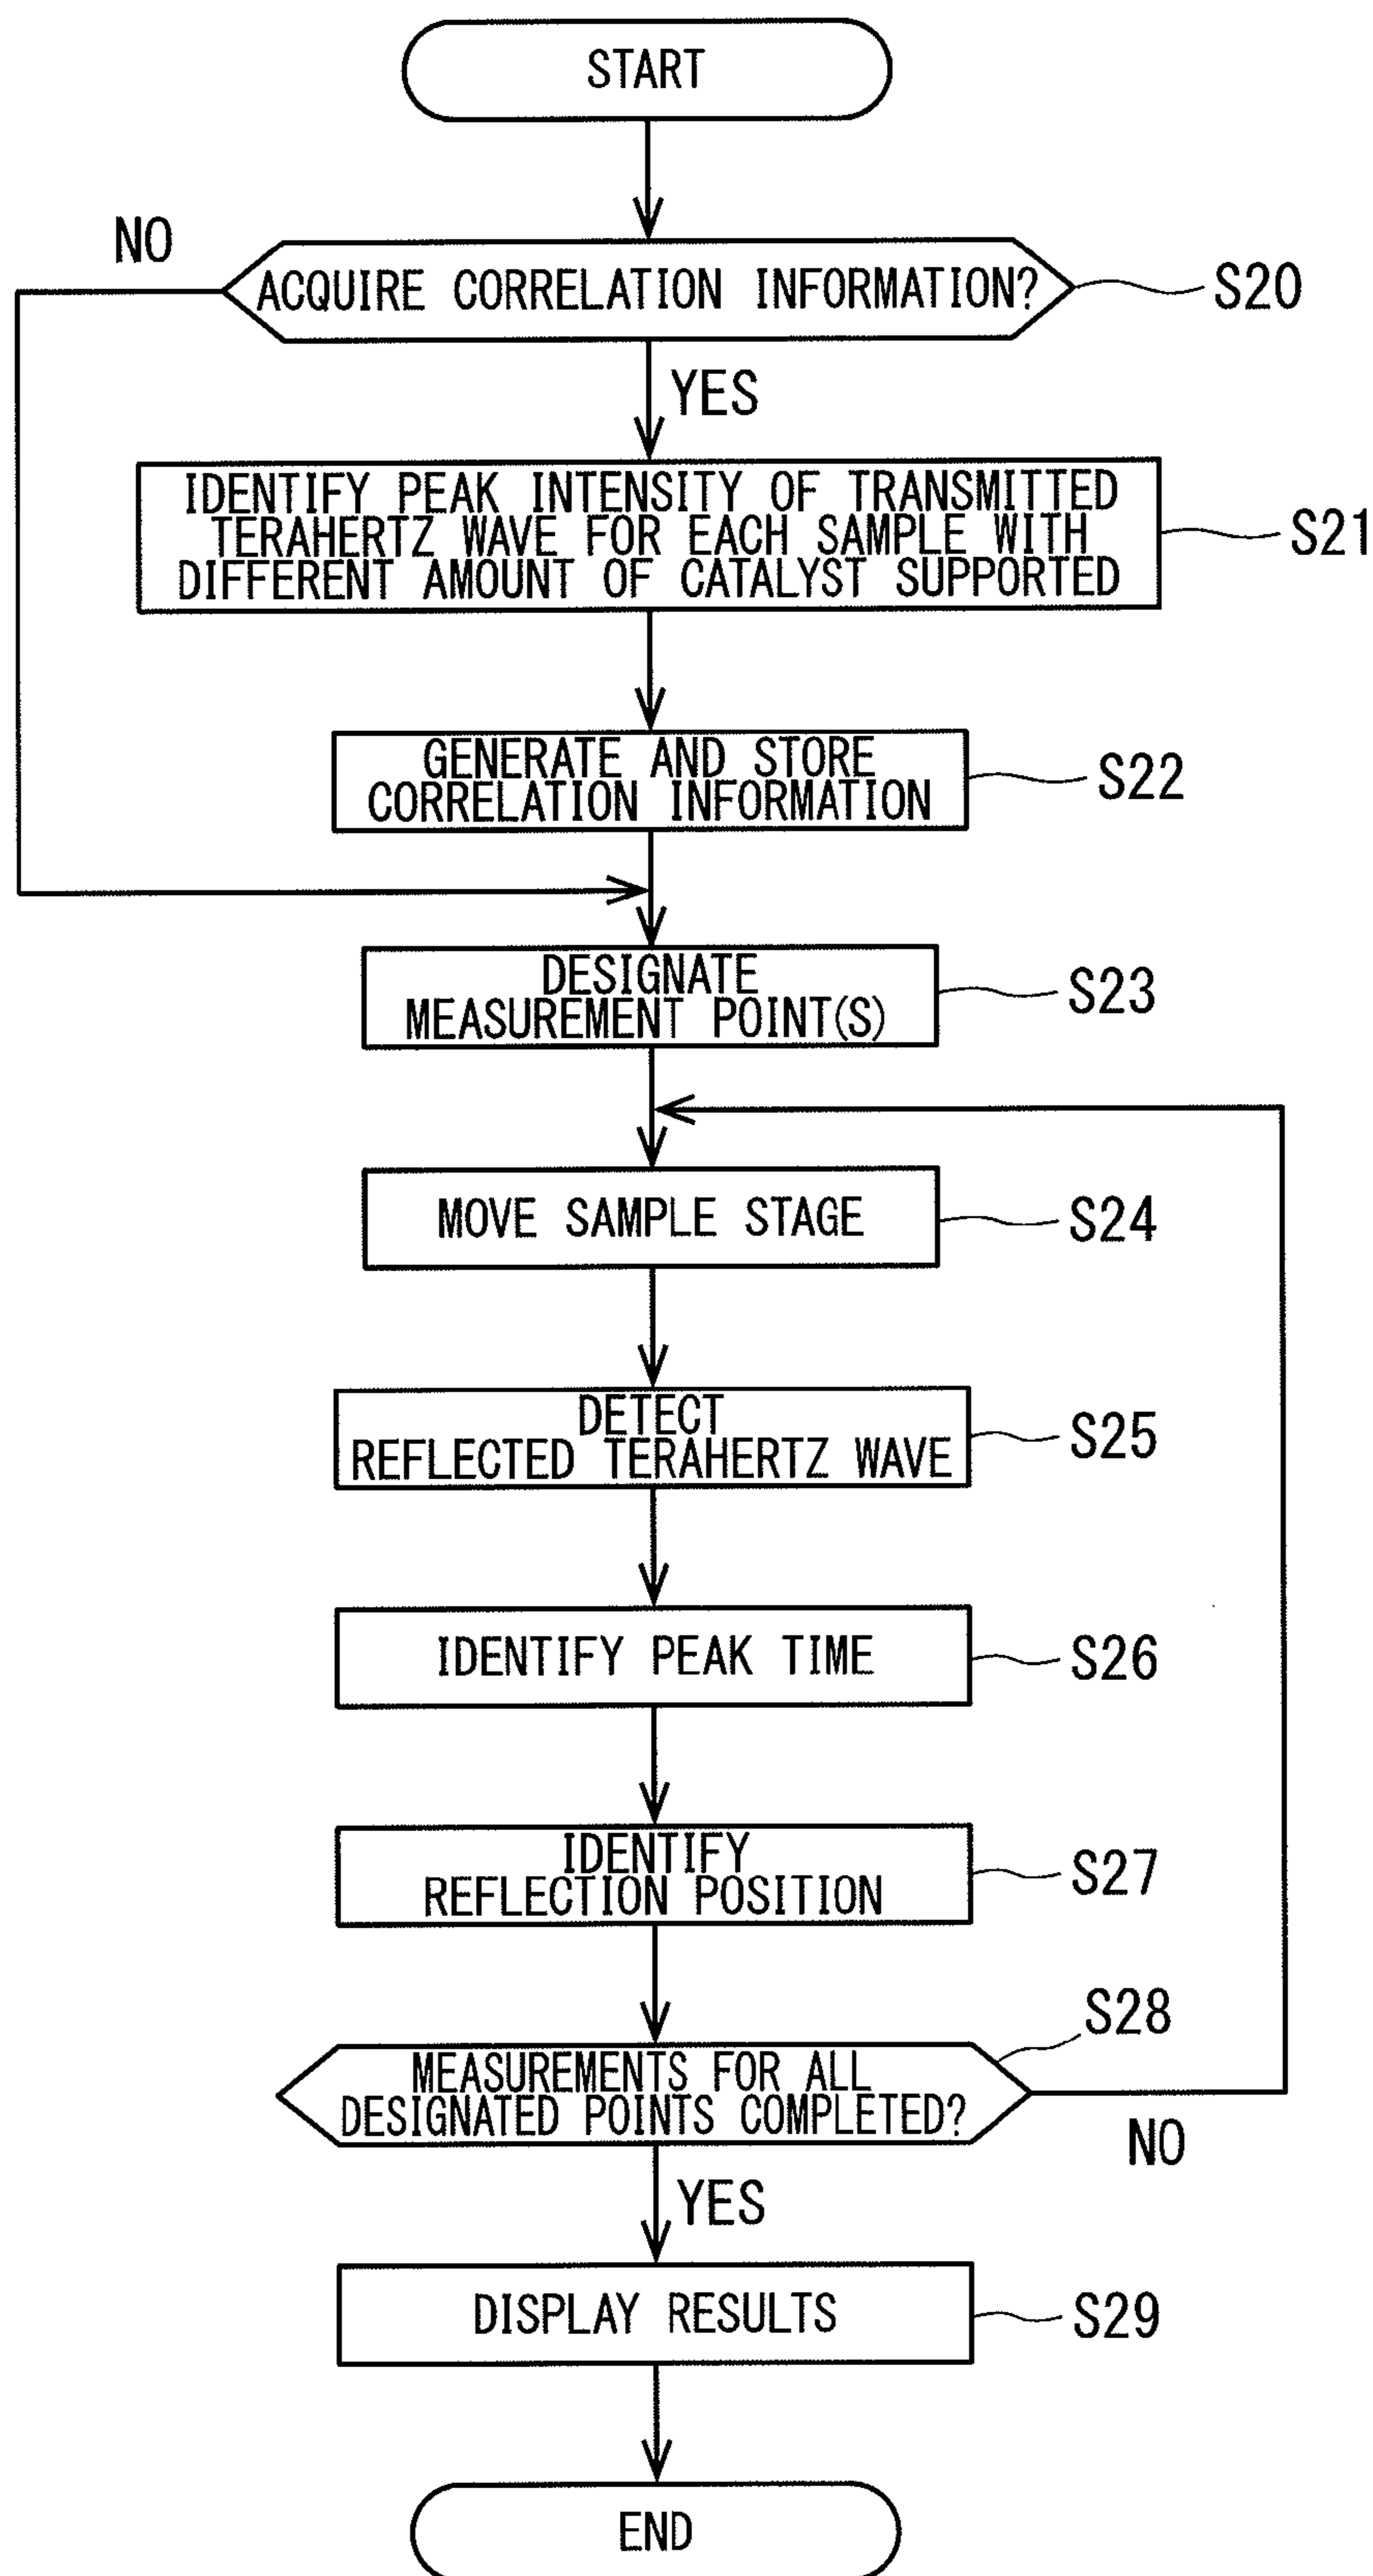 START
NO
ACQUIRE CORRELATION INFORMATION?
S20
YES
IDENTIFY PEAK INTENSITY OF TRANSMITTED
TERAHERTZ WAVE FOR EACH SAMPLE WITH
DIFFERENT AMOUNT OF CATALYST SUPPORTED
S21
GENERATE AND STORE
CORRELATION INFORMATION
S22
DESIGNATE
MEASUREMENT POINT(S)
S23
MOVE SAMPLE STAGE
S24
DETECT
REFLECTED TERAHERTZ WAVE
S25
IDENTIFY PEAK TIME
S26
IDENTIFY
REFLECTION POSITION
S27
S28
MEASUREMENTS FOR ALL
DESIGNATED POINTS COMPLETED?
NO
YES
DISPLAY RESULTS
S29
END